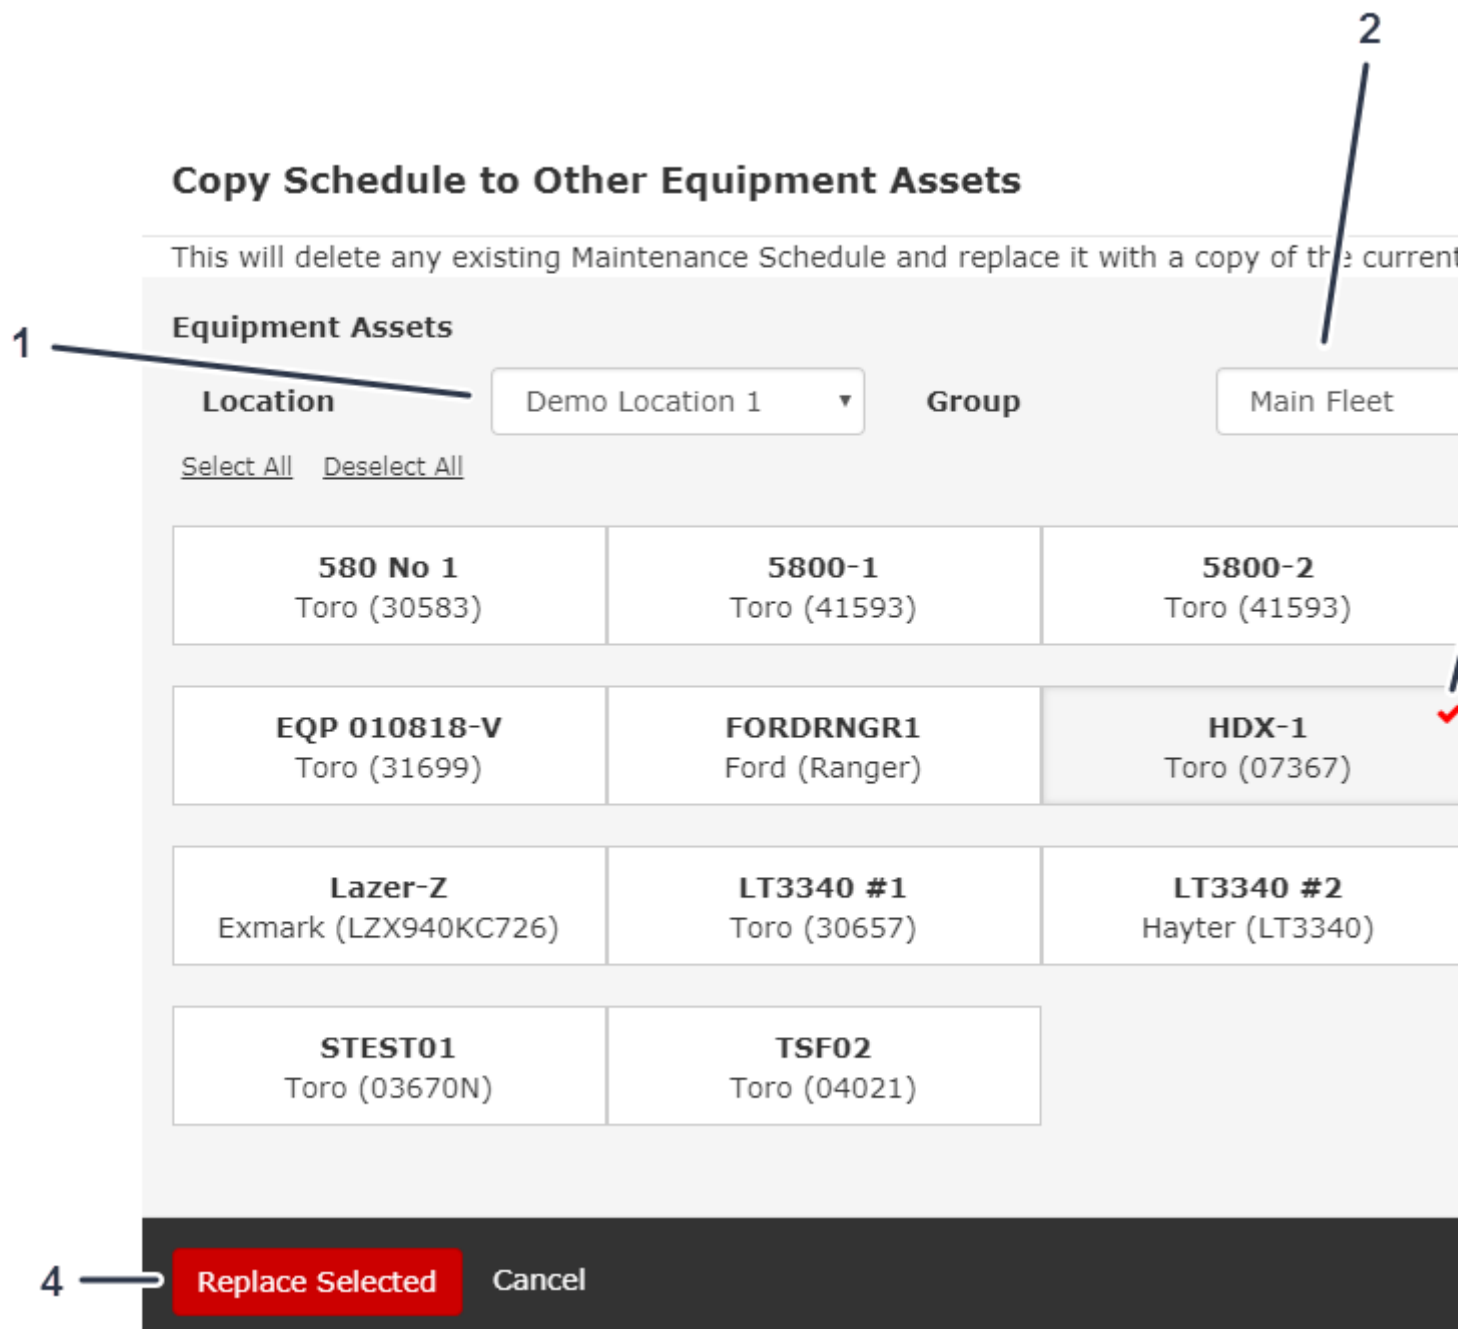 2
Copy Schedule to Other Equipment Assets
This will delete any existing Maintenance Schedule and replace it with a copy of the current
Equipment Assets
1
Location Demo Location 1 Group Main Fleet
Select All Deselect All
580 No 1 5800-1 5800-2
Toro (30583) Toro (41593) Toro (41593)
EQP 010818-V FORDRNGR1 HDX-1
Toro (31699) Ford (Ranger) Toro (07367)
Lazer-Z LT3340 #1 LT3340 #2
Exmark (LZX940KC726) Toro (30657) Hayter (LT3340)
STEST01 TSF02
Toro (03670N) Toro (04021)
4 Replace Selected Cancel